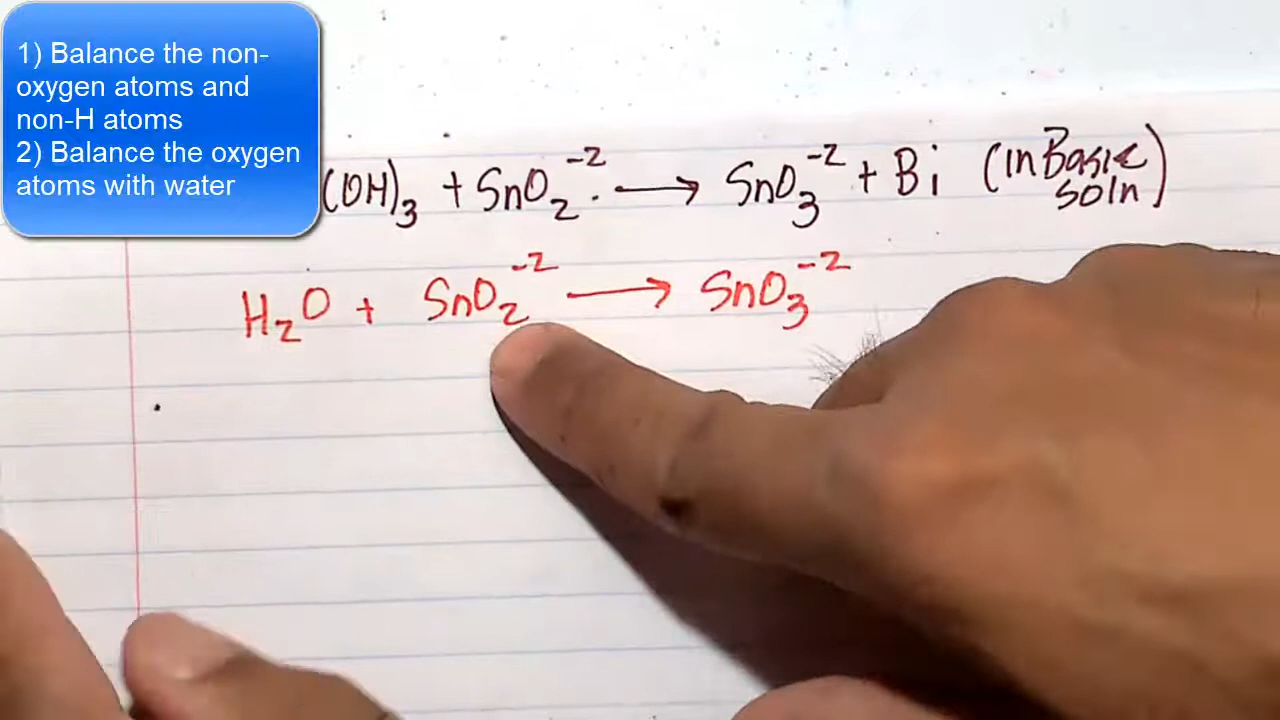 1) Balance the non-
oxygen atoms and
non-H atoms
2) Balance the oxygen
atoms with water
(OH)₃ + SnO₂⁻² . → SnO₃⁻² + Bi (in Basic
soln)
H₂O + SnO₂⁻² → SnO₃⁻²